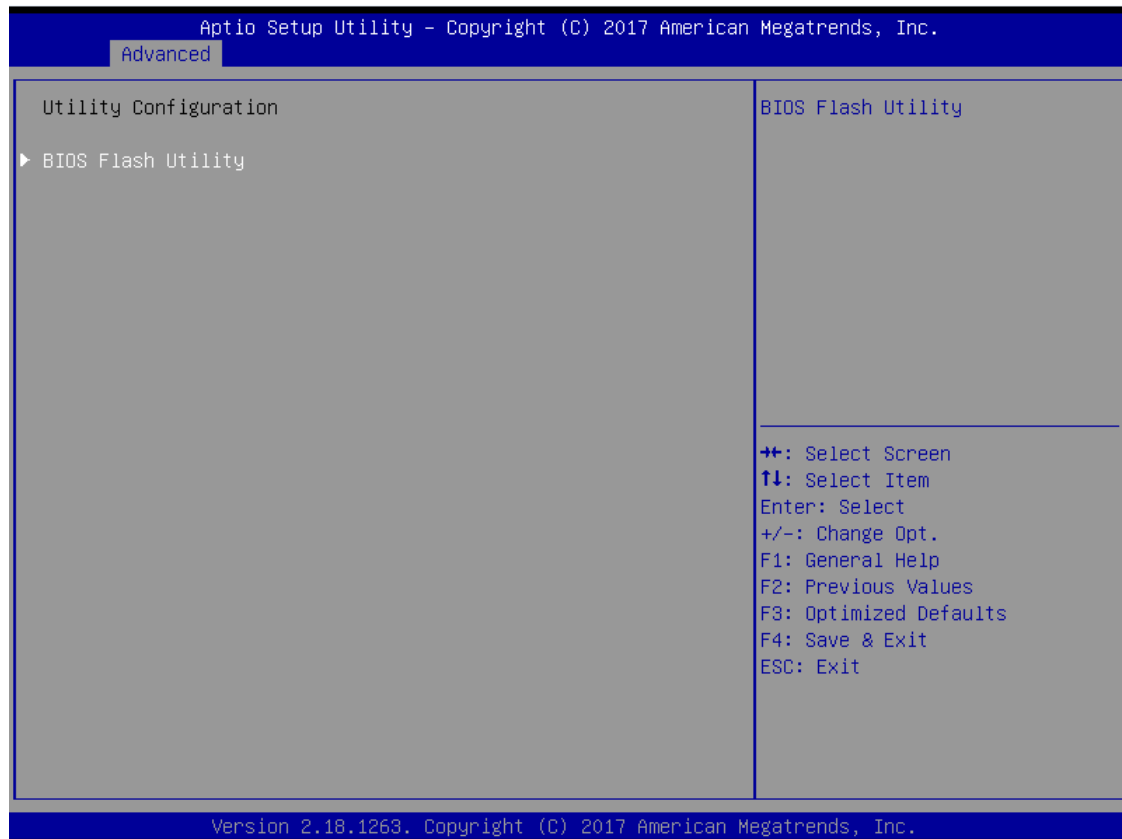 Aptio Setup Utility – Copyright (C) 2017 American Megatrends, Inc.
Advanced
Utility Configuration
► BIOS Flash Utility
BIOS Flash Utility
→←: Select Screen
↑↓: Select Item
Enter: Select
+/-: Change Opt.
F1: General Help
F2: Previous Values
F3: Optimized Defaults
F4: Save & Exit
ESC: Exit
Version 2.18.1263. Copyright (C) 2017 American Megatrends, Inc.